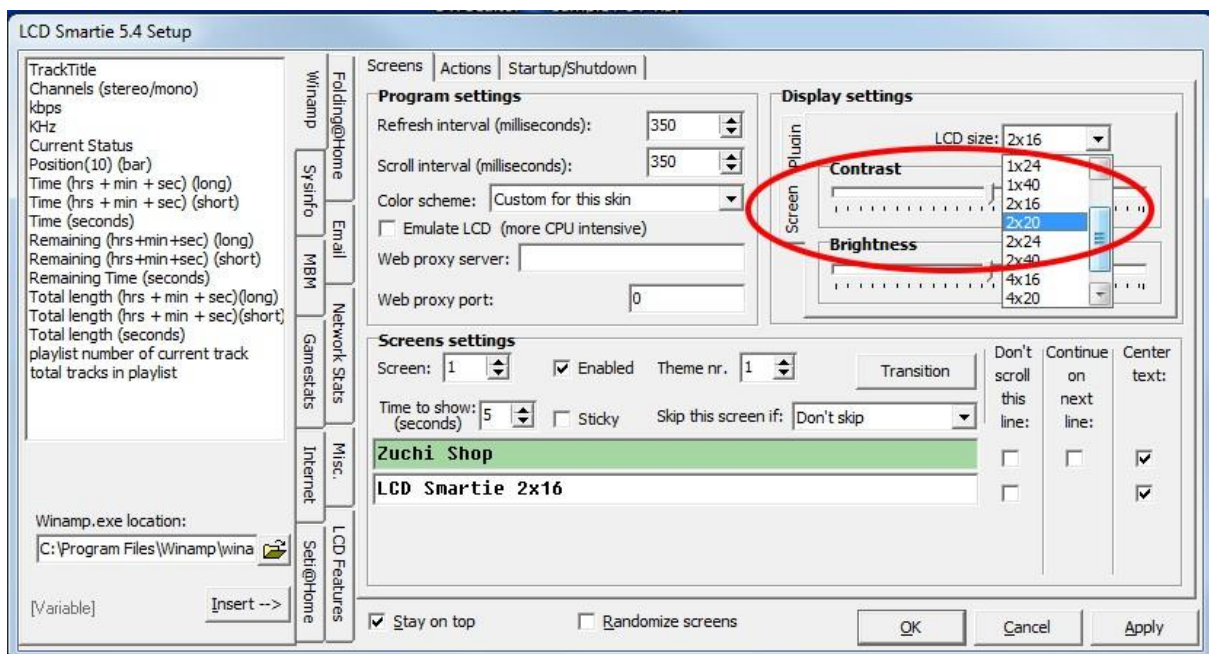 LCD Smartie 5.4 Setup
TrackTitle
Channels (stereo/mono)
kbps
KHz
Current Status
Position(10) (bar)
Time (hrs + min + sec) (long)
Time (hrs + min + sec) (short)
Time (seconds)
Remaining (hrs+min+sec) (long)
Remaining (hrs+min+sec) (short)
Remaining Time (seconds)
Total length (hrs + min + sec)(long)
Total length (hrs + min + sec)(short)
Total length (seconds)
playlist number of current track
total tracks in playlist
Winamp.exe location:
C:\Program Files\Winamp\wina
[Variable]
Insert -->
Winamp
Sysinfo
MBM
Gamestats
Internet
Seti@Home
Folding@Home
Email
Network Stats
Misc.
LCD Features
Screens
Actions
Startup/Shutdown
Program settings
Refresh interval (milliseconds): 350
Scroll interval (milliseconds): 350
Color scheme: Custom for this skin
Emulate LCD (more CPU intensive)
Web proxy server:
Web proxy port: 0
Display settings
Plugin
Screen
LCD size: 2x16
1x24
1x40
2x16
2x20
2x24
2x40
4x16
4x20
Contrast
Brightness
Screens settings
Screen: 1
Enabled
Theme nr. 1
Transition
Time to show: 5
(seconds)
Sticky
Skip this screen if: Don't skip
Don't
scroll
this
line:
Continue
on
next
line:
Center
text:
Zuchi Shop
LCD Smartie 2x16
Stay on top
Randomize screens
OK
Cancel
Apply